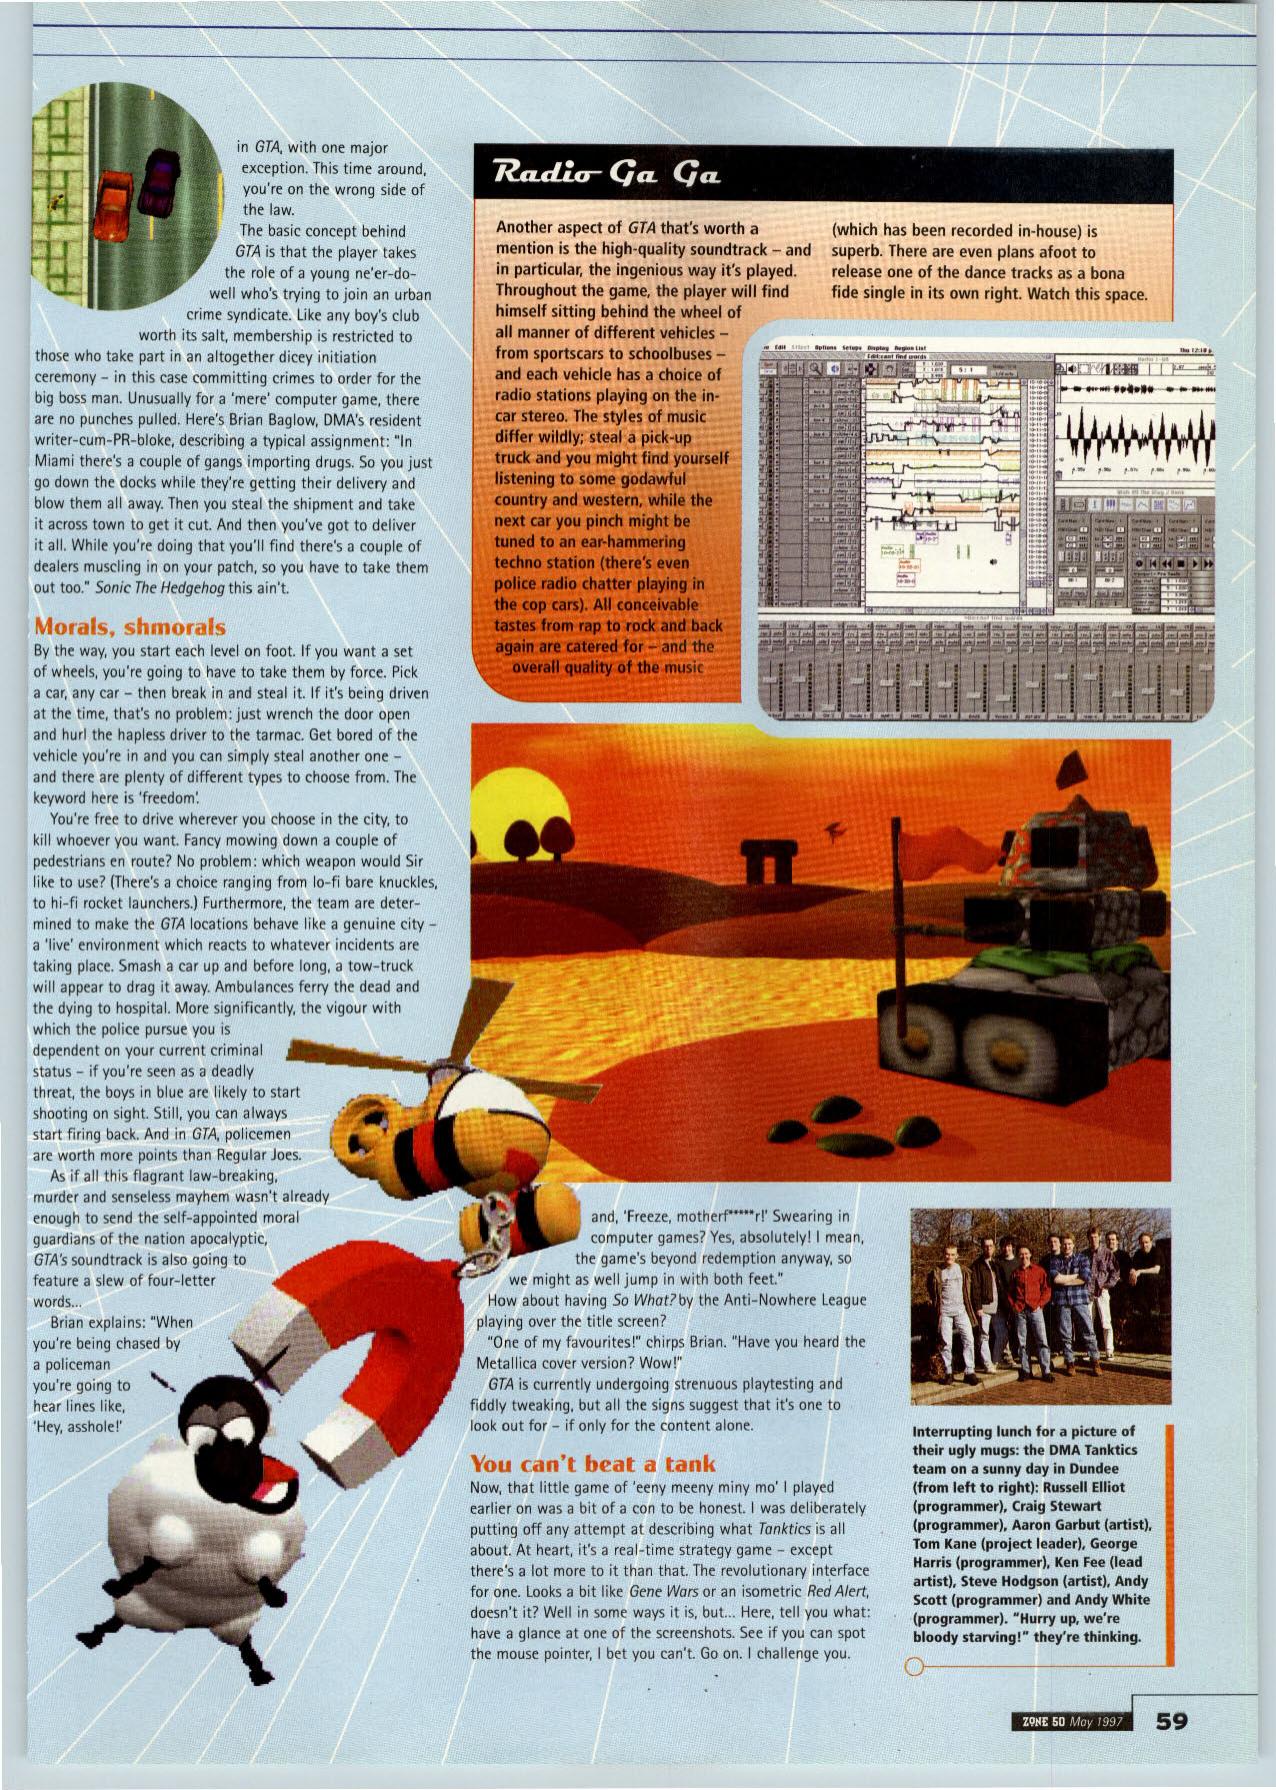 in GTA, with one major
exception. This time around,
you're on the wrong side of
the law.
The basic concept behind
GTA is that the player takes
the role of a young ne'er-do-
well who's trying to join an urban
crime syndicate. Like any boy's club
worth its salt, membership is restricted to
those who take part in an altogether dicey initiation
ceremony – in this case committing crimes to order for the
big boss man. Unusually for a 'mere' computer game, there
are no punches pulled. Here's Brian Baglow, DMA's resident
writer-cum-PR-bloke, describing a typical assignment: "In
Miami there's a couple of gangs importing drugs. So you just
go down the docks while they're getting their delivery and
blow them all away. Then you steal the shipment and take
it across town to get it cut. And then you've got to deliver
it all. While you're doing that you'll find there's a couple of
dealers muscling in on your patch, so you have to take them
out too." Sonic The Hedgehog this ain't.
Morals, shmorals
By the way, you start each level on foot. If you want a set
of wheels, you're going to have to take them by force. Pick
a car, any car – then break in and steal it. If it's being driven
at the time, that's no problem: just wrench the door open
and hurl the hapless driver to the tarmac. Get bored of the
vehicle you're in and you can simply steal another one –
and there are plenty of different types to choose from. The
keyword here is 'freedom'.
You're free to drive wherever you choose in the city, to
kill whoever you want. Fancy mowing down a couple of
pedestrians en route? No problem: which weapon would Sir
like to use? (There's a choice ranging from lo-fi bare knuckles,
to hi-fi rocket launchers.) Furthermore, the team are deter-
mined to make the GTA locations behave like a genuine city –
a 'live' environment which reacts to whatever incidents are
taking place. Smash a car up and before long, a tow-truck
will appear to drag it away. Ambulances ferry the dead and
the dying to hospital. More significantly, the vigour with
which the police pursue you is
dependent on your current criminal
status – if you're seen as a deadly
threat, the boys in blue are likely to start
shooting on sight. Still, you can always
start firing back. And in GTA, policemen
are worth more points than Regular Joes.
As if all this flagrant law-breaking,
murder and senseless mayhem wasn't already
enough to send the self-appointed moral
guardians of the nation apocalyptic,
GTA's soundtrack is also going to
feature a slew of four-letter
words...
Brian explains: "When
you're being chased by
a policeman
you're going to
hear lines like,
'Hey, asshole!'
Radio Ga Ga
Another aspect of GTA that's worth a
mention is the high-quality soundtrack – and
in particular, the ingenious way it's played.
Throughout the game, the player will find
himself sitting behind the wheel of
all manner of different vehicles –
from sportscars to schoolbuses –
and each vehicle has a choice of
radio stations playing on the in-
car stereo. The styles of music
differ wildly; steal a pick-up
truck and you might find yourself
listening to some godawful
country and western, while the
next car you pinch might be
tuned to an ear-hammering
techno station (there's even
police radio chatter playing in
the cop cars). All conceivable
tastes from rap to rock and back
again are catered for – and the
overall quality of the music
(which has been recorded in-house) is
superb. There are even plans afoot to
release one of the dance tracks as a bona
fide single in its own right. Watch this space.
Edit Effect Options Setups Display Region List
Edit:cant find words
and, 'Freeze, motherf*****r!' Swearing in
computer games? Yes, absolutely! I mean,
the game's beyond redemption anyway, so
we might as well jump in with both feet."
How about having So What? by the Anti-Nowhere League
playing over the title screen?
"One of my favourites!" chirps Brian. "Have you heard the
Metallica cover version? Wow!"
GTA is currently undergoing strenuous playtesting and
fiddly tweaking, but all the signs suggest that it's one to
look out for – if only for the content alone.
You can't beat a tank
Now, that little game of 'eeny meeny miny mo' I played
earlier on was a bit of a con to be honest. I was deliberately
putting off any attempt at describing what Tanktics is all
about. At heart, it's a real-time strategy game – except
there's a lot more to it than that. The revolutionary interface
for one. Looks a bit like Gene Wars or an isometric Red Alert,
doesn't it? Well in some ways it is, but... Here, tell you what:
have a glance at one of the screenshots. See if you can spot
the mouse pointer, I bet you can't. Go on. I challenge you.
Interrupting lunch for a picture of
their ugly mugs: the DMA Tanktics
team on a sunny day in Dundee
(from left to right): Russell Elliot
(programmer), Craig Stewart
(programmer), Aaron Garbut (artist),
Tom Kane (project leader), George
Harris (programmer), Ken Fee (lead
artist), Steve Hodgson (artist), Andy
Scott (programmer) and Andy White
(programmer). "Hurry up, we're
bloody starving!" they're thinking.
ZONE 50 May 1997 59